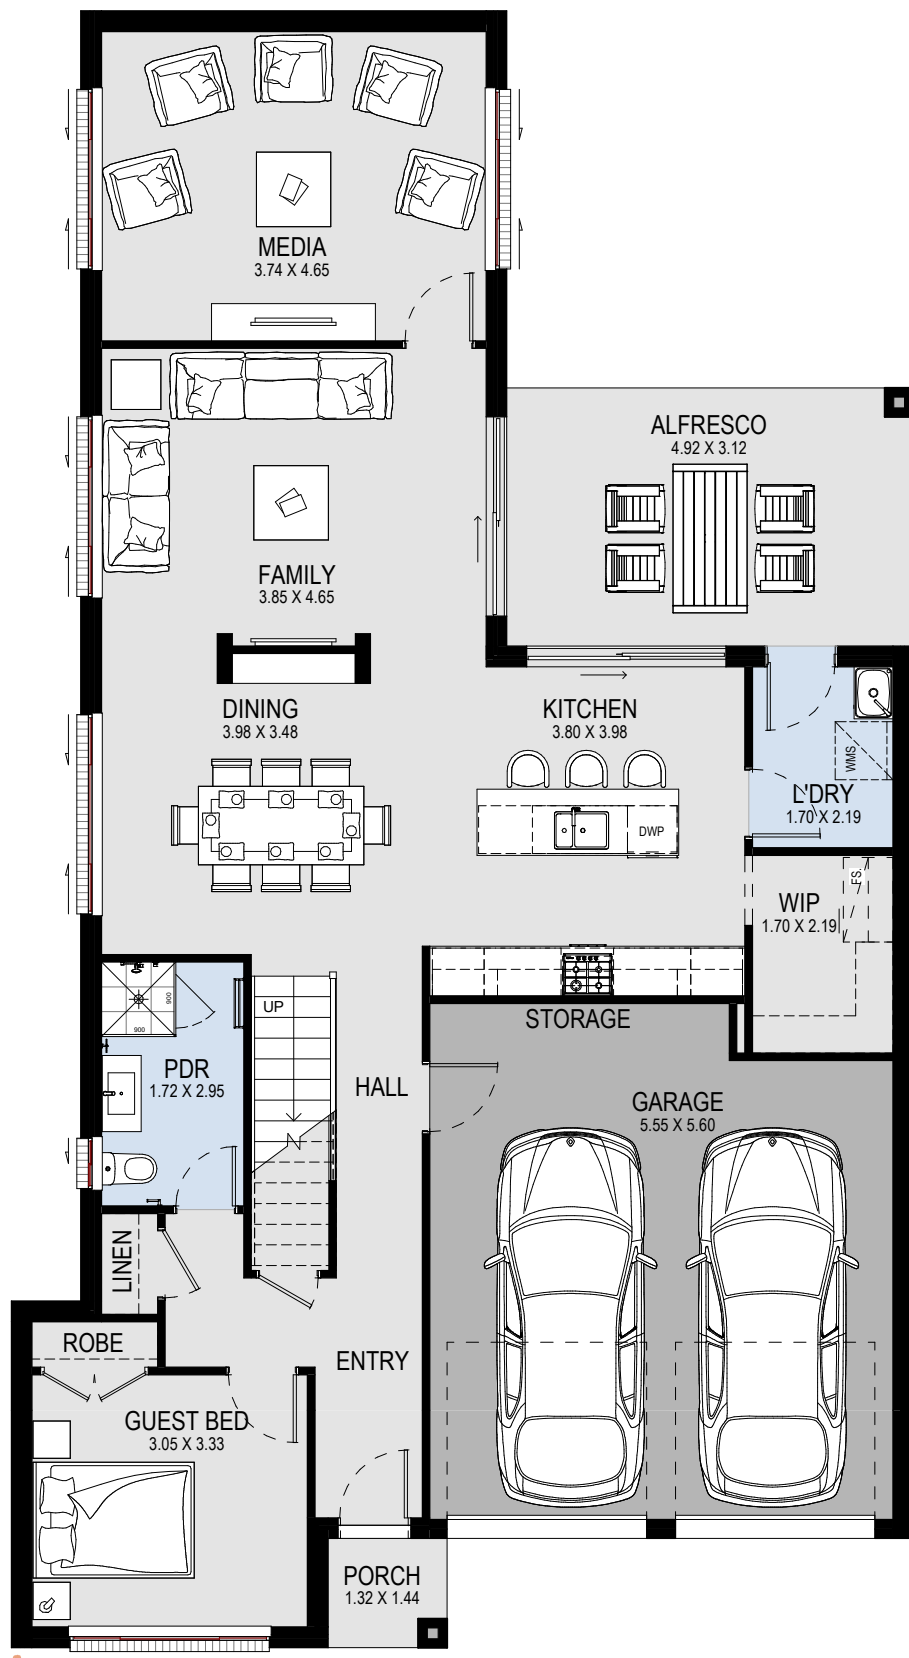 MEDIA
3.74 X 4.65
ALFRESCO
4.92 X 3.12
FAMILY
3.85 X 4.65
DINING
3.98 X 3.48
KITCHEN
3.80 X 3.98
WMS
L'DRY
1.70 X 2.19
DWP
FS.
WIP
1.70 X 2.19
900
900
UP
STORAGE
PDR
1.72 X 2.95
HALL
GARAGE
5.55 X 5.60
LINEN
ROBE
ENTRY
GUEST BED
3.05 X 3.33
PORCH
1.32 X 1.44